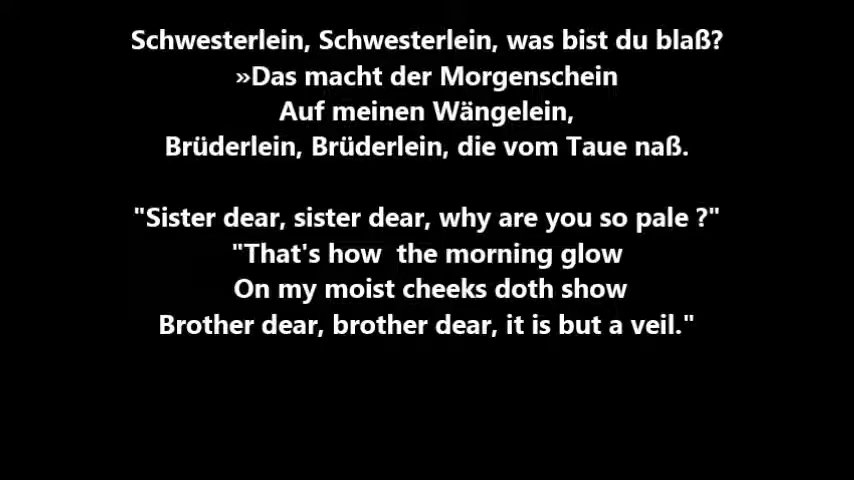 Schwesterlein, Schwesterlein, was bist du blaß?
»Das macht der Morgenschein
Auf meinen Wängelein,
Brüderlein, Brüderlein, die vom Taue naß.
"Sister dear, sister dear, why are you so pale ?"
"That's how  the morning glow
On my moist cheeks doth show
Brother dear, brother dear, it is but a veil."